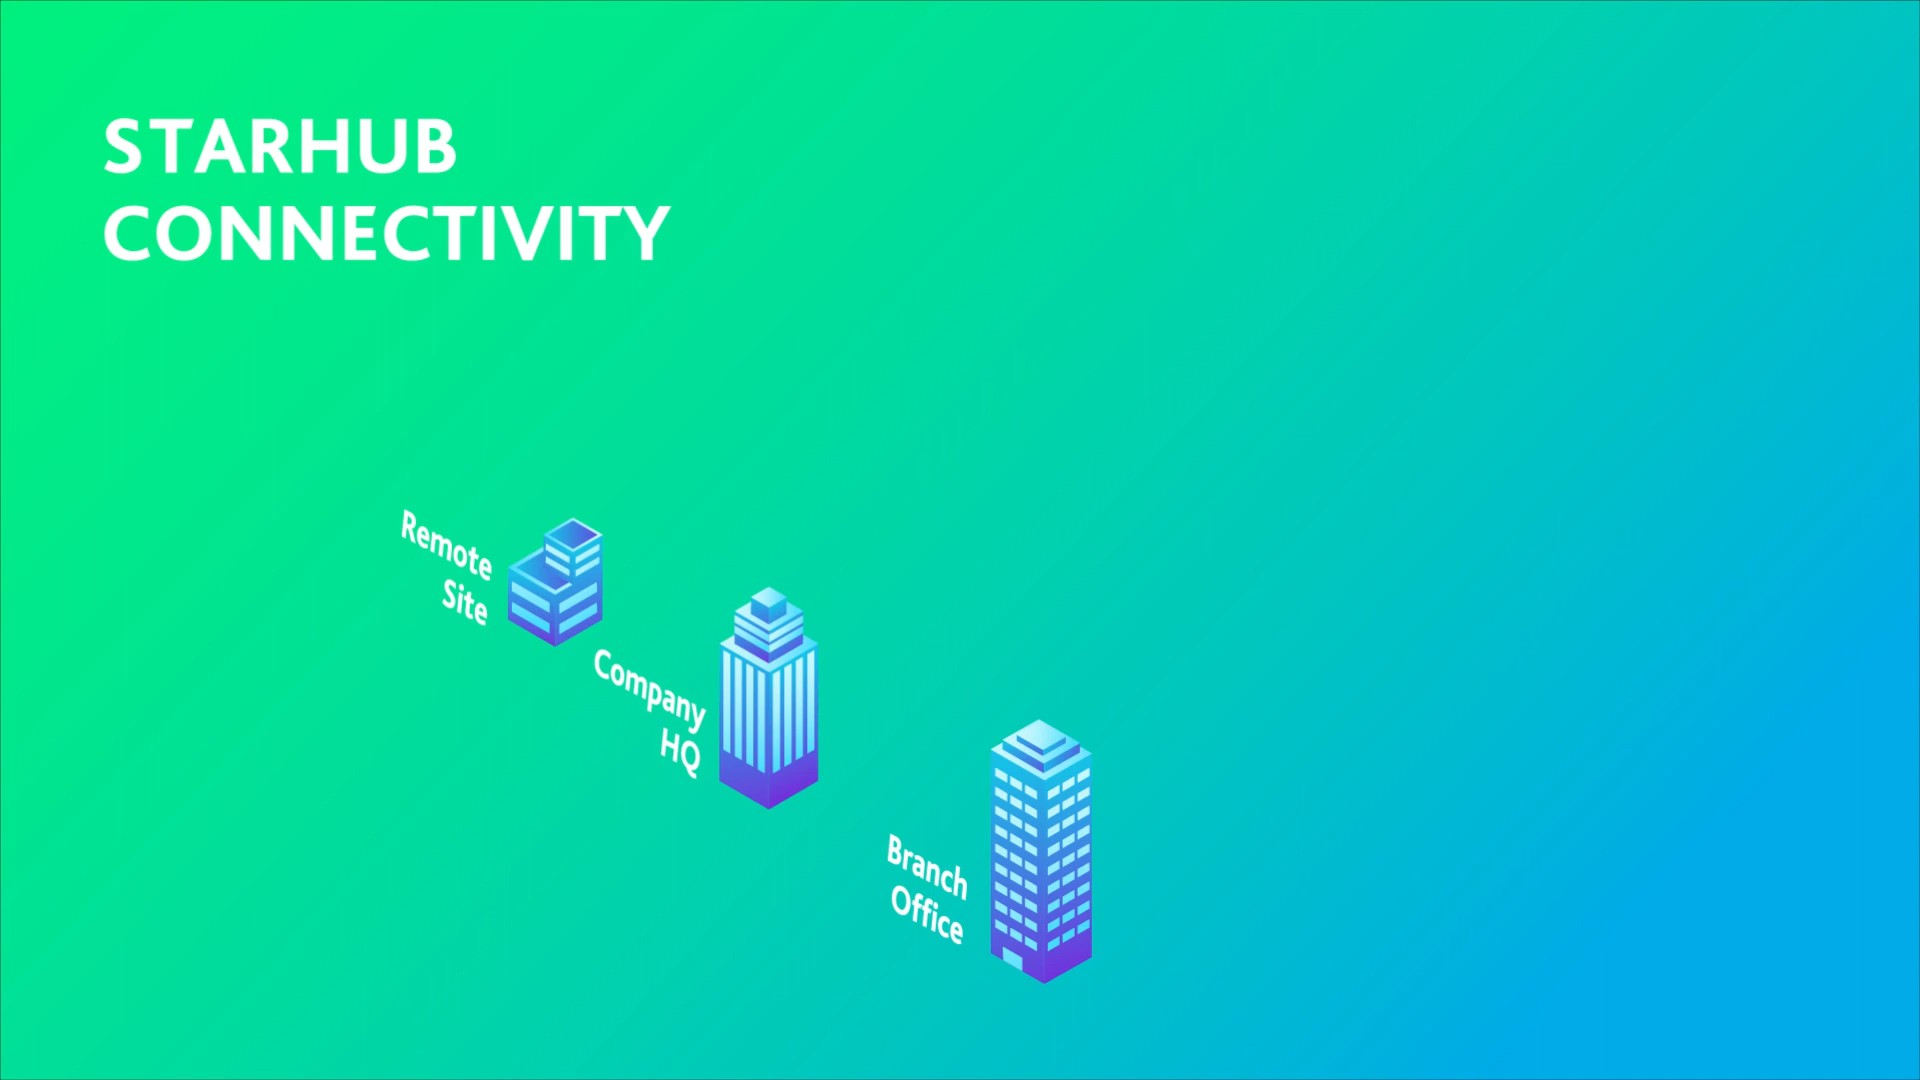 STARHUB
CONNECTIVITY
Remote
Site
Company
HQ
Branch
Office